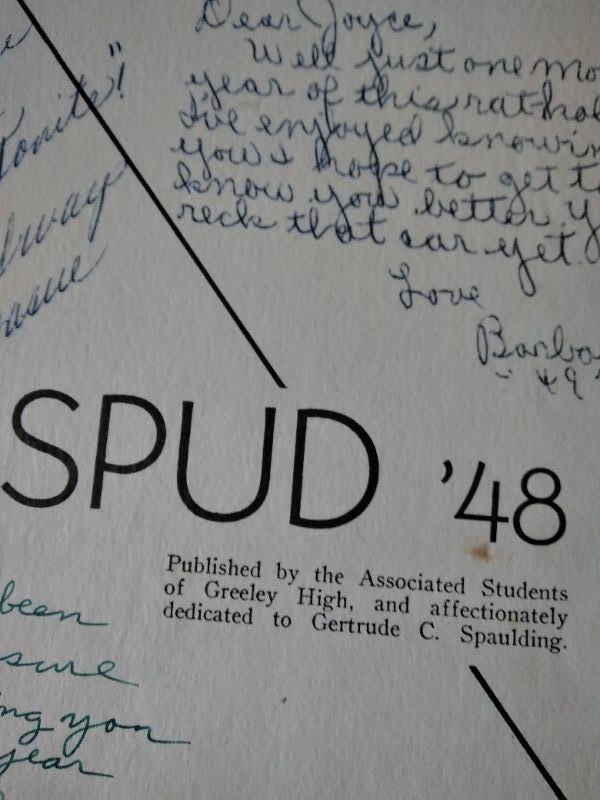 Dear Joyce,
Well just one mo
year of this rat-hol
I've enjoyed knowin
you & hope to get to
know you better. y
reck that car yet.
Love
Barba
'49
SPUD '48
Published by the Associated Students
of Greeley High, and affectionately
dedicated to Gertrude C. Spaulding.
been
sure
ng you
year